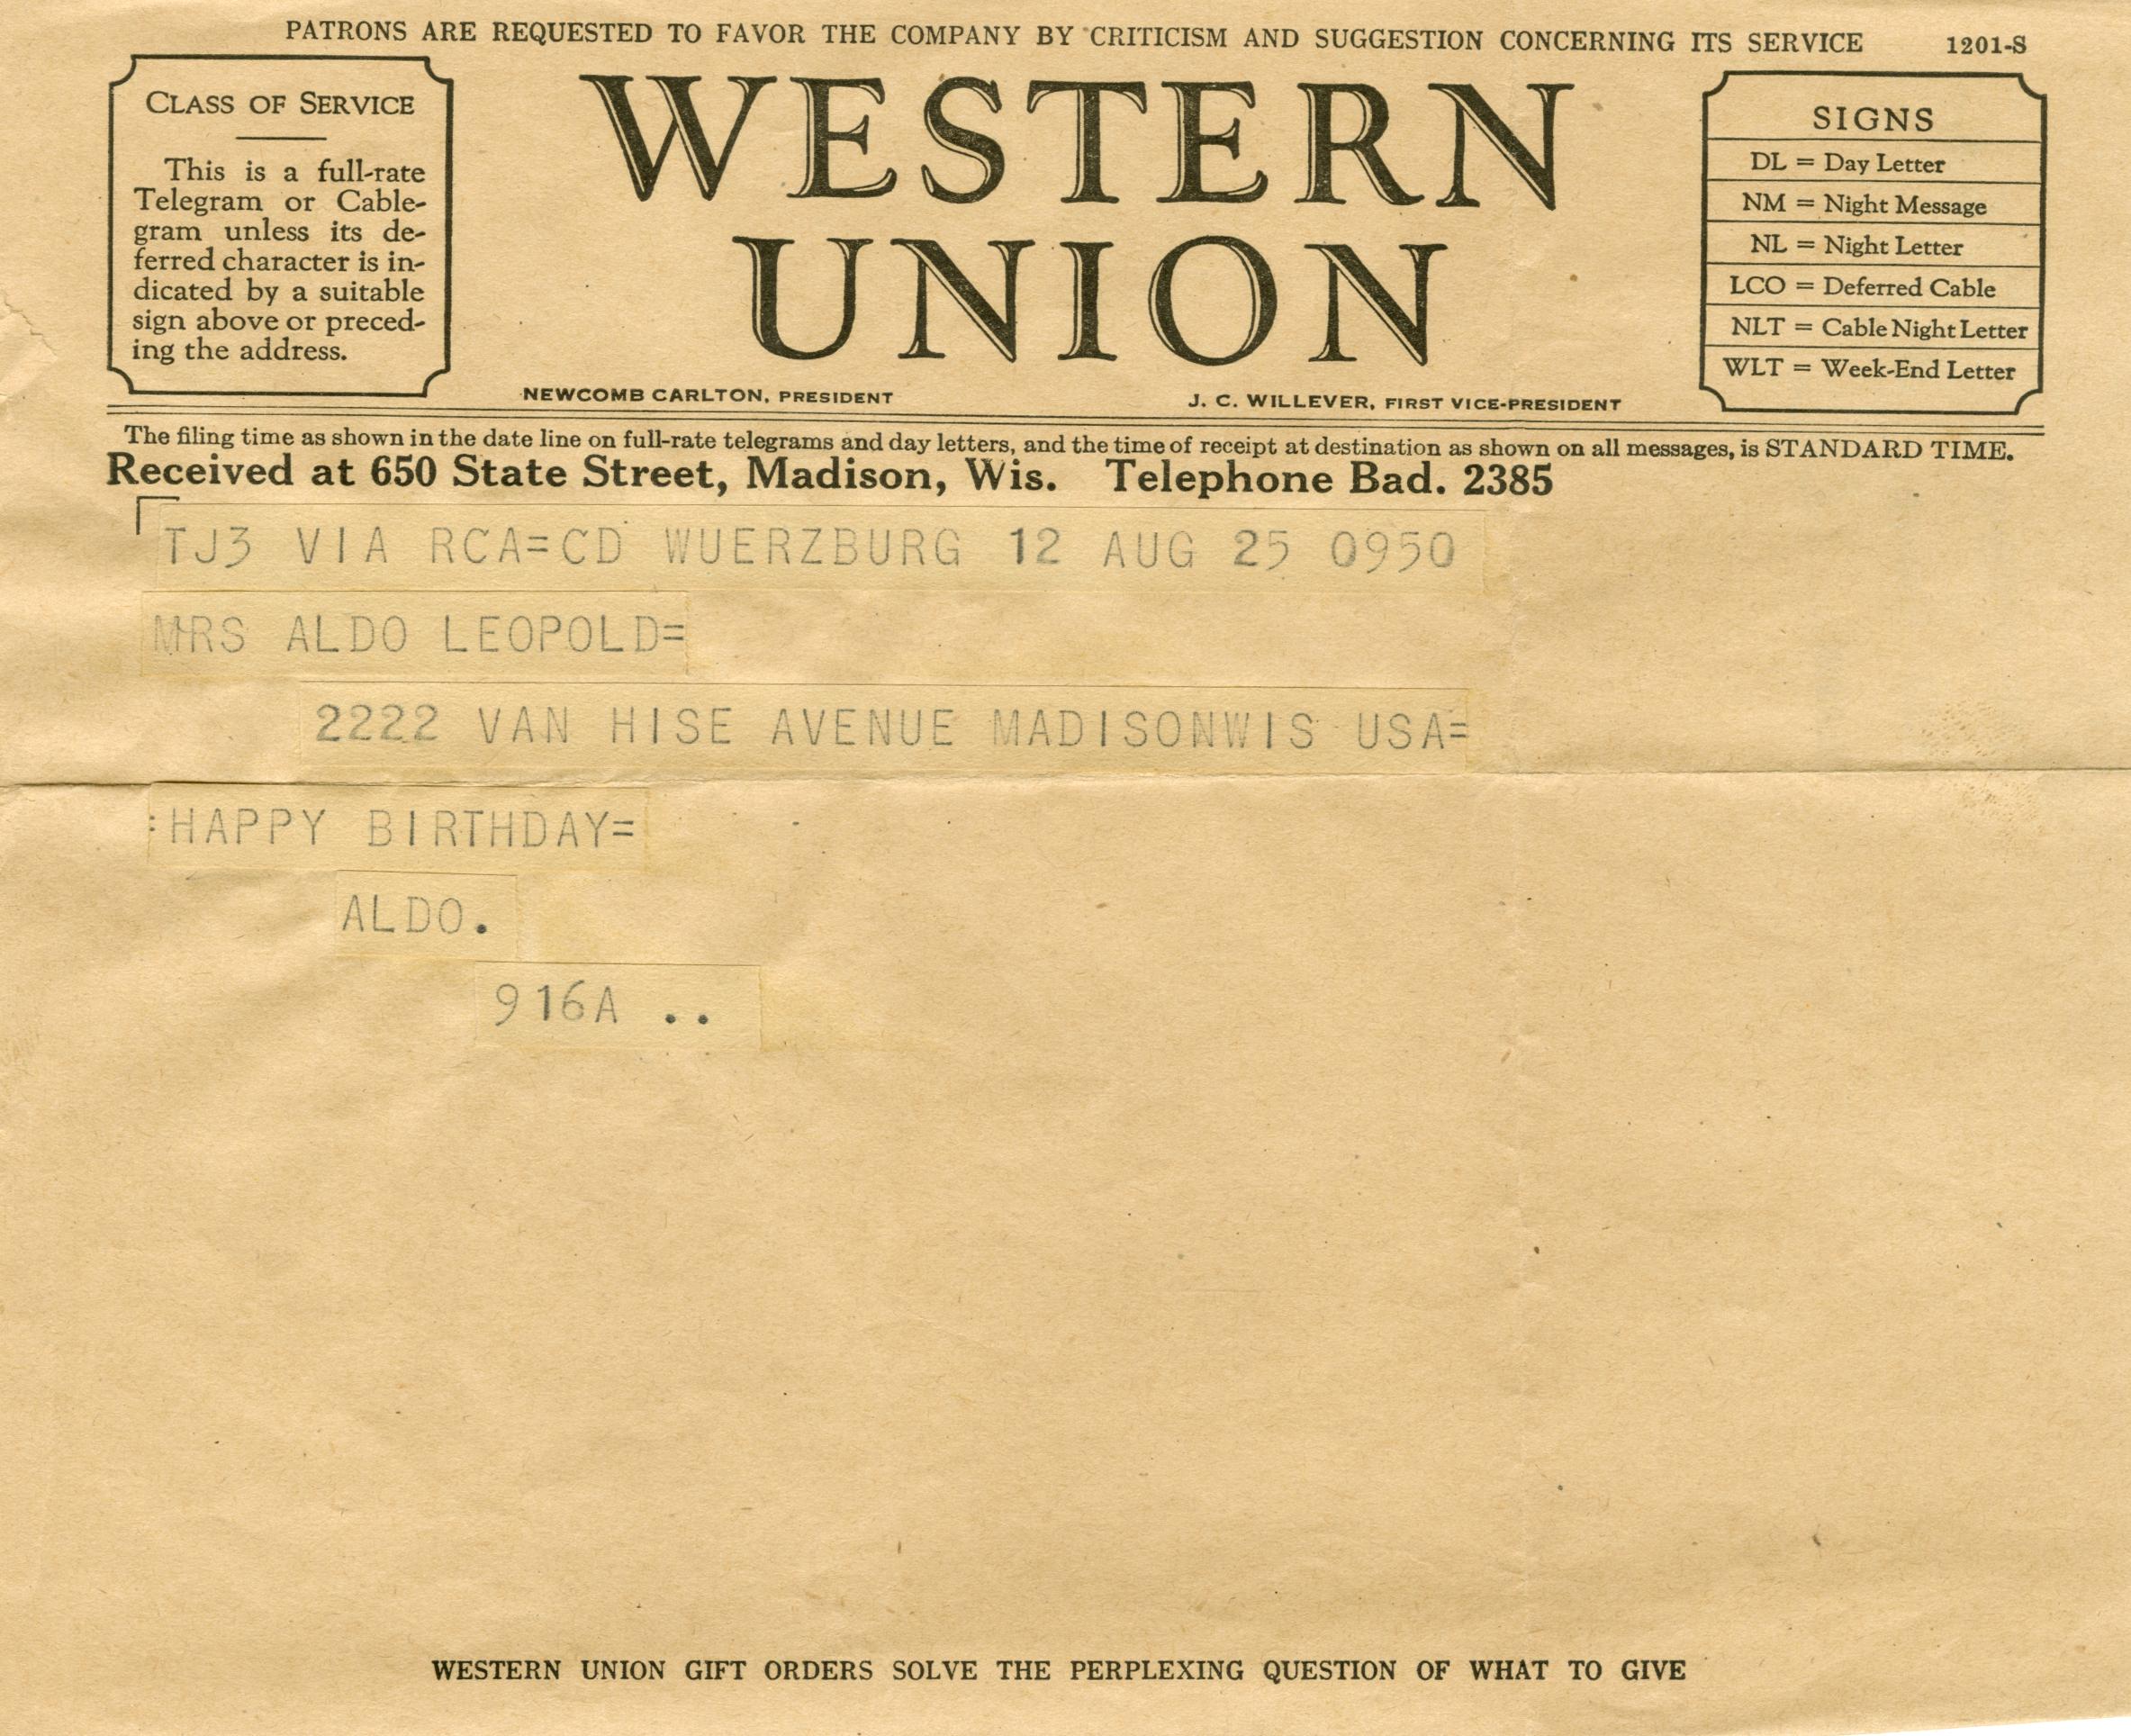 PATRONS ARE REQUESTED TO FAVOR THE COMPANY BY CRITICISM AND SUGGESTION CONCERNING ITS SERVICE 1201-S
CLASS OF SERVICE
This is a full-rate
Telegram or Cable-
gram unless its de-
ferred character is in-
dicated by a suitable
sign above or preced-
ing the address.
WESTERN
UNION
NEWCOMB CARLTON, PRESIDENT
J. C. WILLEVER, FIRST VICE-PRESIDENT
SIGNS
DL = Day Letter
NM = Night Message
NL = Night Letter
LCO = Deferred Cable
NLT = Cable Night Letter
WLT = Week-End Letter
The filing time as shown in the date line on full-rate telegrams and day letters, and the time of receipt at destination as shown on all messages, is STANDARD TIME.
Received at 650 State Street, Madison, Wis. Telephone Bad. 2385
TJ3 VIA RCA=CD WUERZBURG 12 AUG 25 0950
MRS ALDO LEOPOLD=
2222 VAN HISE AVENUE MADISONWIS USA=
:HAPPY BIRTHDAY=
ALDO.
916A ..
WESTERN UNION GIFT ORDERS SOLVE THE PERPLEXING QUESTION OF WHAT TO GIVE